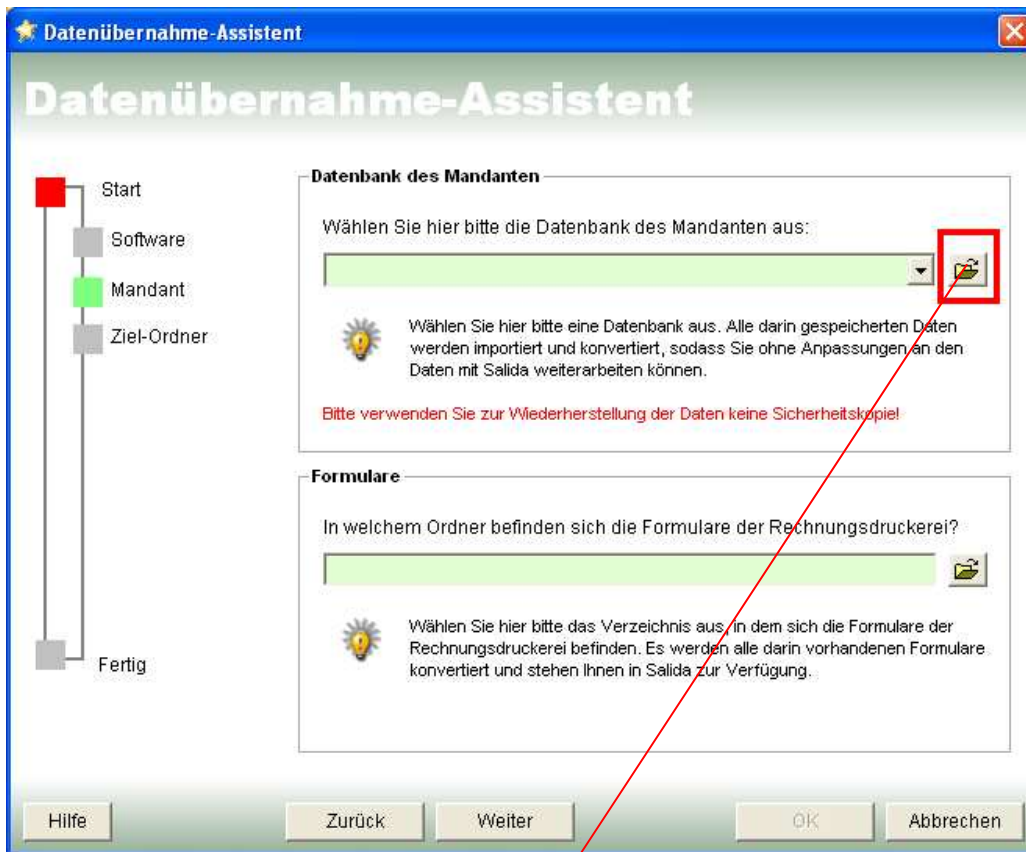 Datenübernahme-Assistent
Datenübernahme-Assistent
Start
Software
Mandant
Ziel-Ordner
Fertig
Datenbank des Mandanten
Wählen Sie hier bitte die Datenbank des Mandanten aus:
Wählen Sie hier bitte eine Datenbank aus. Alle darin gespeicherten Daten
werden importiert und konvertiert, sodass Sie ohne Anpassungen an den
Daten mit Salida weiterarbeiten können.
Bitte verwenden Sie zur Wiederherstellung der Daten keine Sicherheitskopie!
Formulare
In welchem Ordner befinden sich die Formulare der Rechnungsdruckerei?
Wählen Sie hier bitte das Verzeichnis aus, in dem sich die Formulare der
Rechnungsdruckerei befinden. Es werden alle darin vorhandenen Formulare
konvertiert und stehen Ihnen in Salida zur Verfügung.
Hilfe
Zurück
Weiter
OK
Abbrechen